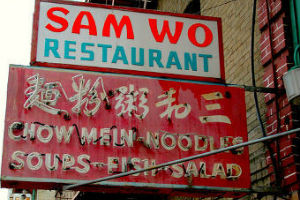 SAM WO
RESTAURANT
麵粉粥和三
CHOW MEIN-NOODLES
SOUPS-FISH-SALAD